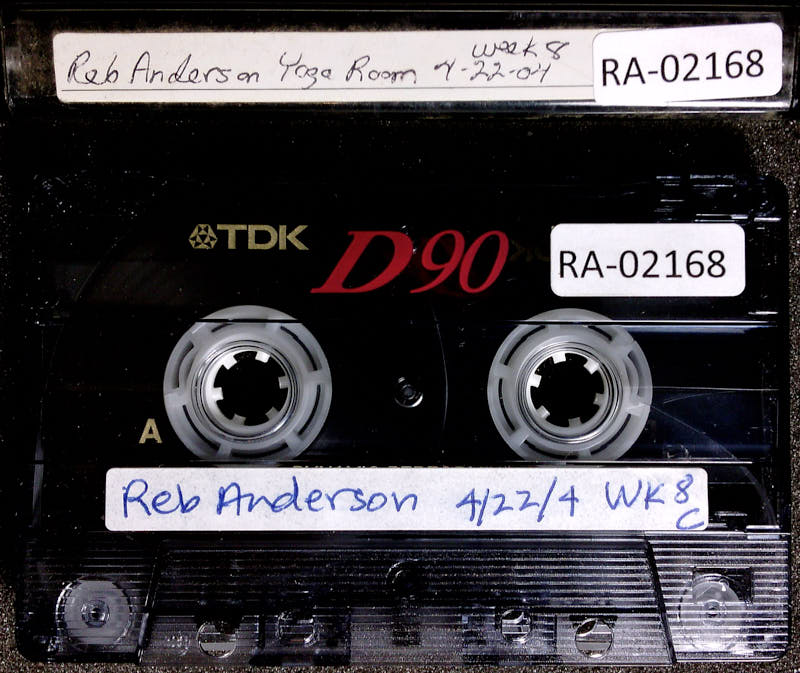 week 8
Reb Anderson Yoga Room 4-22-04
RA-02168
TDK D90
RA-02168
A
Reb Anderson 4/22/4 WK 8
C